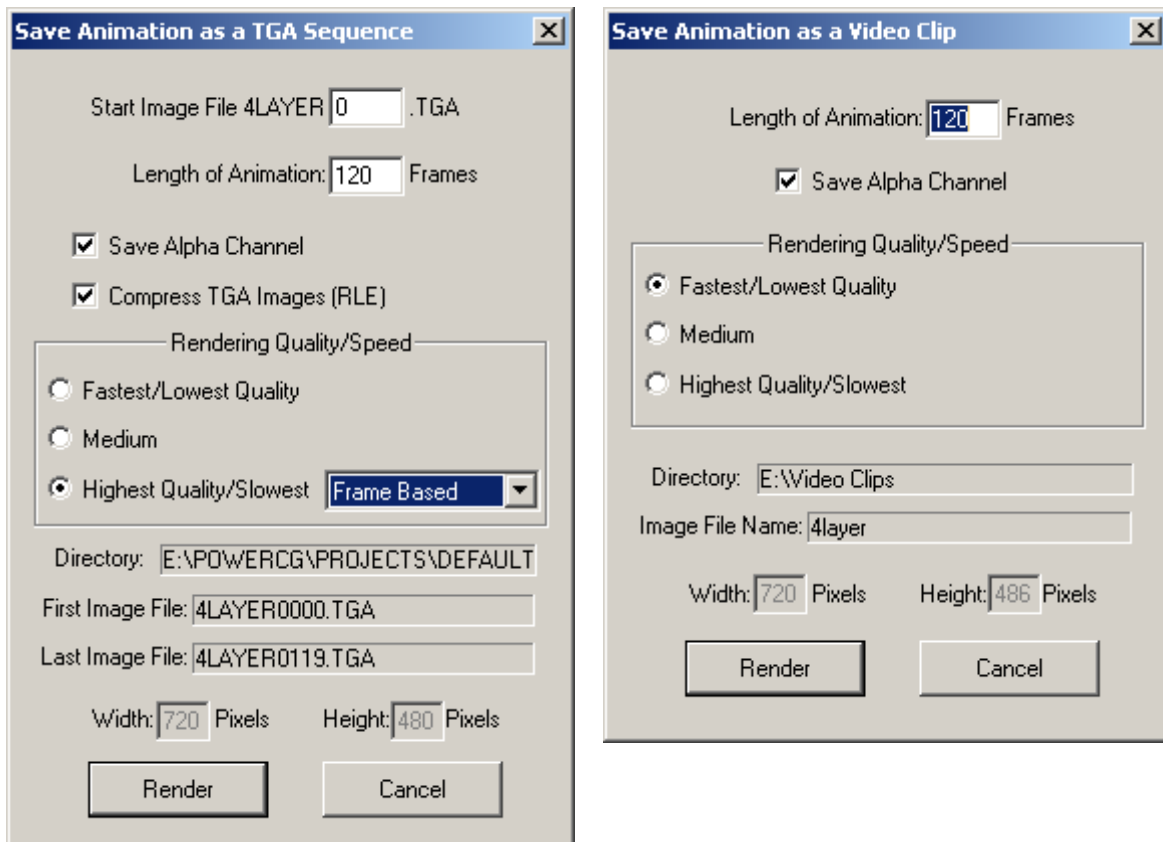 Save Animation as a TGA Sequence
Start Image File 4LAYER 0 .TGA
Length of Animation: 120 Frames
Save Alpha Channel
Compress TGA Images (RLE)
Rendering Quality/Speed
Fastest/Lowest Quality
Medium
Highest Quality/Slowest Frame Based
Directory: E:\POWERCG\PROJECTS\DEFAULT
First Image File: 4LAYER0000.TGA
Last Image File: 4LAYER0119.TGA
Width: 720 Pixels Height: 480 Pixels
Render Cancel
Save Animation as a Video Clip
Length of Animation: 120 Frames
Save Alpha Channel
Rendering Quality/Speed
Fastest/Lowest Quality
Medium
Highest Quality/Slowest
Directory: E:\Video Clips
Image File Name: 4layer
Width: 720 Pixels Height: 486 Pixels
Render Cancel